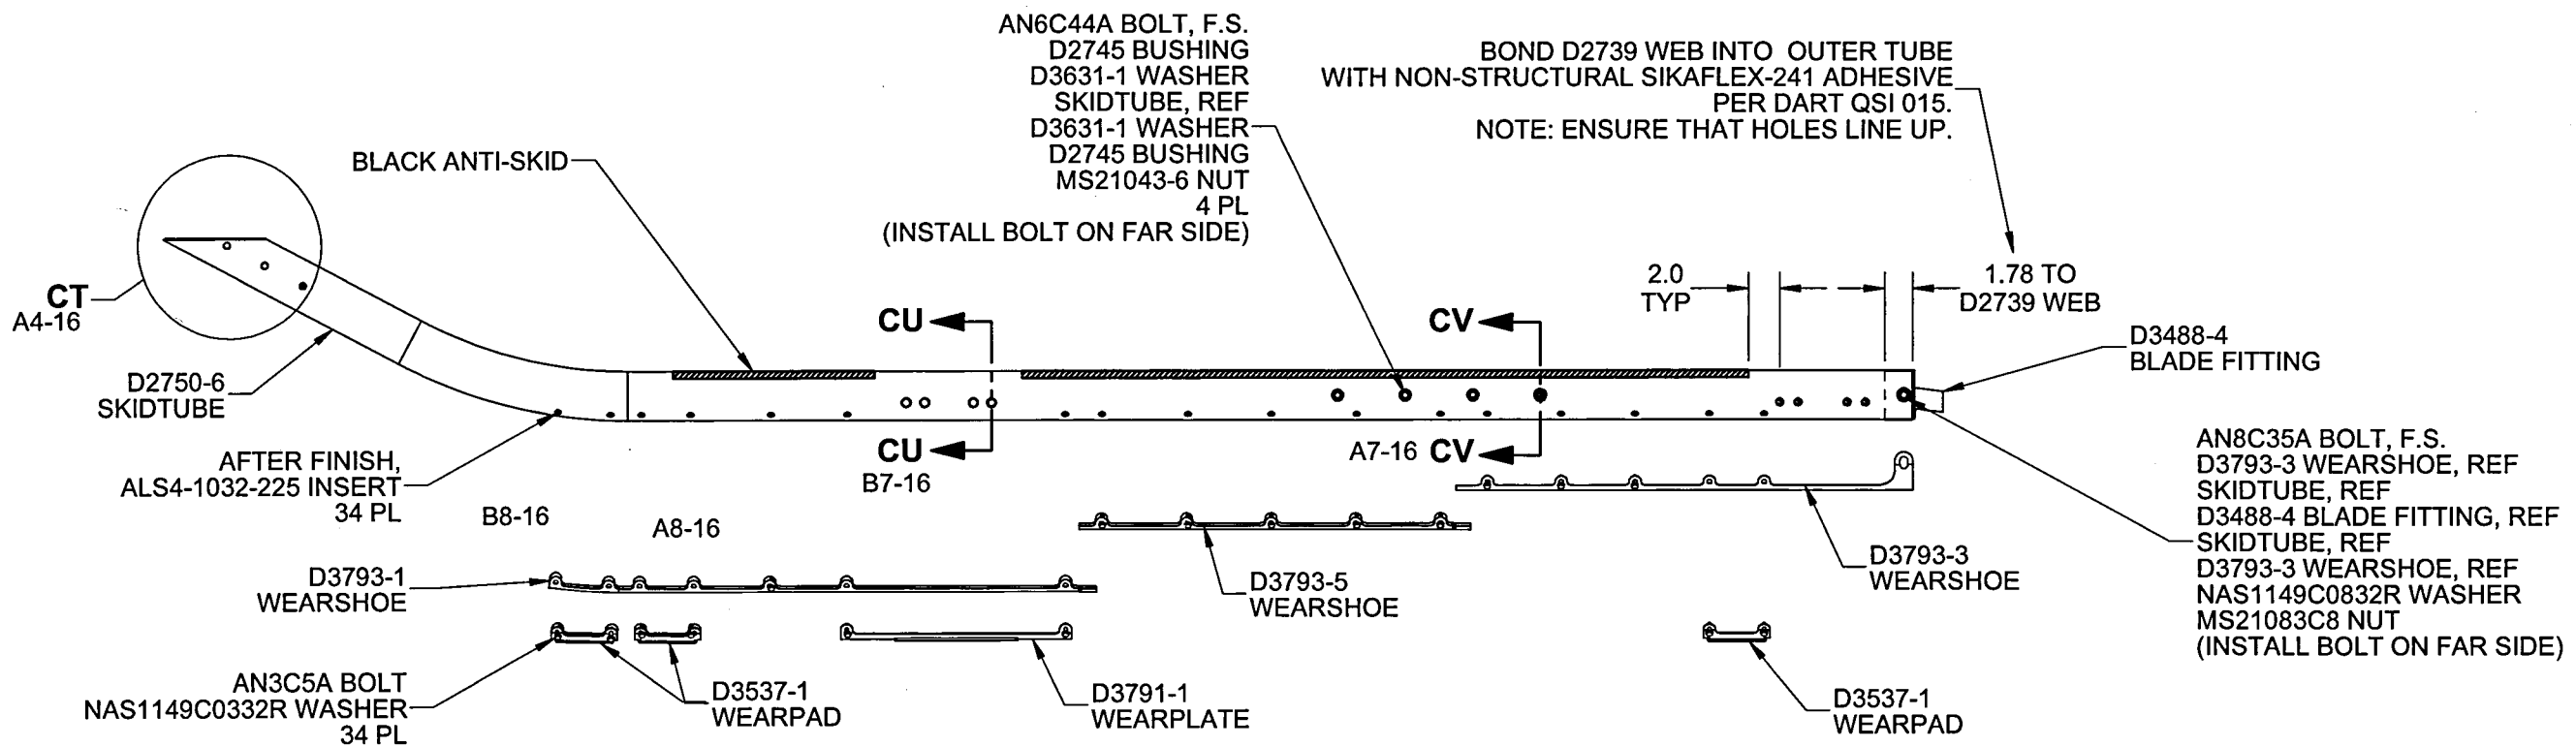 AN6C44A BOLT, F.S.
D2745 BUSHING
D3631-1 WASHER
SKIDTUBE, REF
D3631-1 WASHER
D2745 BUSHING
MS21043-6 NUT
4 PL
(INSTALL BOLT ON FAR SIDE)
BOND D2739 WEB INTO OUTER TUBE
WITH NON-STRUCTURAL SIKAFLEX-241 ADHESIVE
PER DART QSI 015.
NOTE: ENSURE THAT HOLES LINE UP.
BLACK ANTI-SKID
CT
A4-16
2.0
TYP
1.78 TO
D2739 WEB
CU
CV
D3488-4
BLADE FITTING
D2750-6
SKIDTUBE
CU
B7-16
A7-16 CV
AFTER FINISH,
ALS4-1032-225 INSERT
34 PL
B8-16
A8-16
AN8C35A BOLT, F.S.
D3793-3 WEARSHOE, REF
SKIDTUBE, REF
D3488-4 BLADE FITTING, REF
SKIDTUBE, REF
D3793-3 WEARSHOE, REF
NAS1149C0832R WASHER
MS21083C8 NUT
(INSTALL BOLT ON FAR SIDE)
D3793-1
WEARSHOE
D3793-5
WEARSHOE
D3793-3
WEARSHOE
AN3C5A BOLT
NAS1149C0332R WASHER
34 PL
D3537-1
WEARPAD
D3791-1
WEARPLATE
D3537-1
WEARPAD